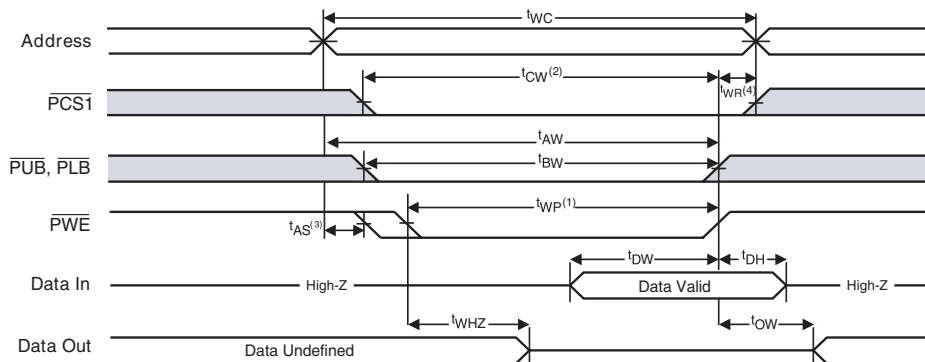 tWC
Address
tCW(2)
PCS1
tWR(4)
tAW
PUB, PLB
tBW
PWE
tWP(1)
tAS(3)
tDW
tDH
Data In
High-Z
Data Valid
High-Z
tWHZ
tOW
Data Out
Data Undefined